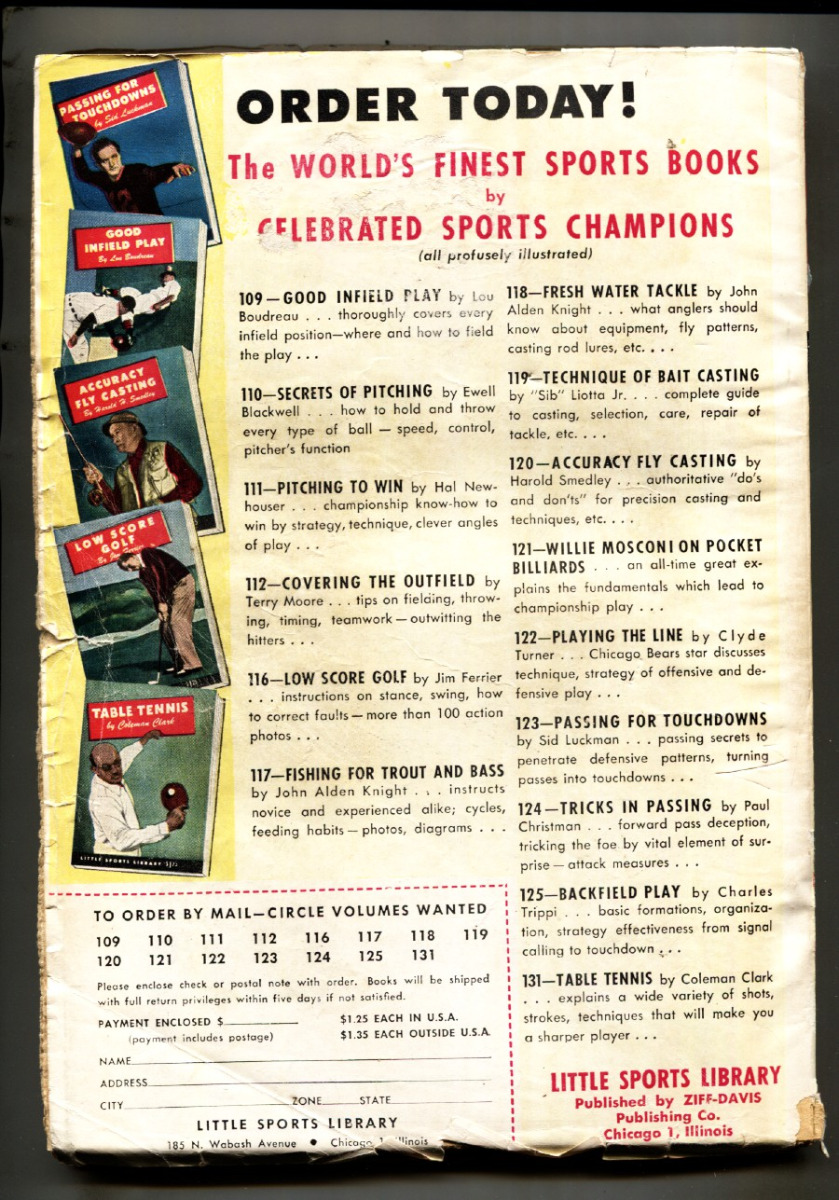 PASSING FOR
TOUCHDOWNS
by Sid Luckman
GOOD
INFIELD PLAY
By Lou Boudreau
ACCURACY
FLY CASTING
By Harold H. Smedley
LOW SCORE
GOLF
By Jim Ferrier
TABLE TENNIS
by Coleman Clark
LITTLE SPORTS LIBRARY
ORDER TODAY!
The WORLD'S FINEST SPORTS BOOKS
by
CELEBRATED SPORTS CHAMPIONS
(all profusely illustrated)
109—GOOD INFIELD PLAY by Lou
Boudreau . . . thoroughly covers every
infield position—where and how to field
the play . . .
110—SECRETS OF PITCHING by Ewell
Blackwell . . . how to hold and throw
every type of ball — speed, control,
pitcher's function
111—PITCHING TO WIN by Hal New-
houser . . . championship know-how to
win by strategy, technique, clever angles
of play . . .
112—COVERING THE OUTFIELD by
Terry Moore . . . tips on fielding, throw-
ing, timing, teamwork — outwitting the
hitters . . .
116—LOW SCORE GOLF by Jim Ferrier
. . . instructions on stance, swing, how
to correct faults — more than 100 action
photos . . .
117—FISHING FOR TROUT AND BASS
by John Alden Knight . . . instructs
novice and experienced alike; cycles,
feeding habits — photos, diagrams . . .
118—FRESH WATER TACKLE by John
Alden Knight . . . what anglers should
know about equipment, fly patterns,
casting rod lures, etc. . . .
119—TECHNIQUE OF BAIT CASTING
by "Sib" Liotta Jr. . . . complete guide
to casting, selection, care, repair of
tackle, etc. . . .
120—ACCURACY FLY CASTING by
Harold Smedley . . . authoritative "do's
and don'ts" for precision casting and
techniques, etc. . . .
121—WILLIE MOSCONI ON POCKET
BILLIARDS . . . an all-time great ex-
plains the fundamentals which lead to
championship play . . .
122—PLAYING THE LINE by Clyde
Turner . . . Chicago Bears star discusses
technique, strategy of offensive and de-
fensive play . . .
123—PASSING FOR TOUCHDOWNS
by Sid Luckman . . . passing secrets to
penetrate defensive patterns, turning
passes into touchdowns . . .
124—TRICKS IN PASSING by Paul
Christman . . . forward pass deception,
tricking the foe by vital element of sur-
prise — attack measures . . .
125—BACKFIELD PLAY by Charles
Trippi . . . basic formations, organiza-
tion, strategy effectiveness from signal
calling to touchdown . . .
131—TABLE TENNIS by Coleman Clark
. . . explains a wide variety of shots,
strokes, techniques that will make you
a sharper player . . .
LITTLE SPORTS LIBRARY
Published by ZIFF-DAVIS
Publishing Co.
Chicago 1, Illinois
TO ORDER BY MAIL—CIRCLE VOLUMES WANTED
109 110 111 112 116 117 118 119
120 121 122 123 124 125 131
Please enclose check or postal note with order. Books will be shipped
with full return privileges within five days if not satisfied.
PAYMENT ENCLOSED $ $1.25 EACH IN U.S.A.
(payment includes postage) $1.35 EACH OUTSIDE U.S.A.
NAME
ADDRESS
CITY ZONE STATE
LITTLE SPORTS LIBRARY
185 N. Wabash Avenue ● Chicago 1, Illinois